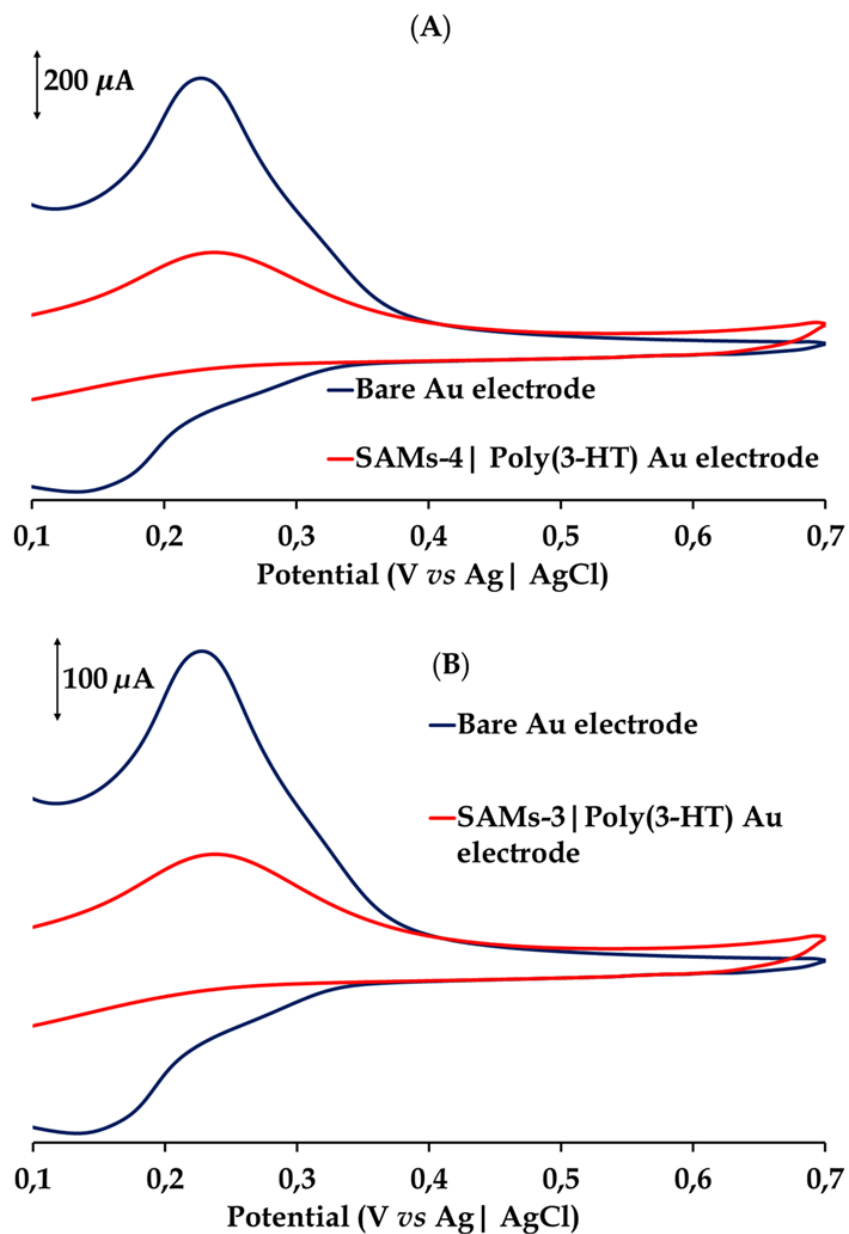 (A)
200 µA
Bare Au electrode
SAMs-4| Poly(3-HT) Au electrode
0,1 0,2 0,3 0,4 0,5 0,6 0,7
Potential (V vs Ag| AgCl)
(B)
100 µA
Bare Au electrode
SAMs-3|Poly(3-HT) Au
electrode
0,1 0,2 0,3 0,4 0,5 0,6 0,7
Potential (V vs Ag| AgCl)